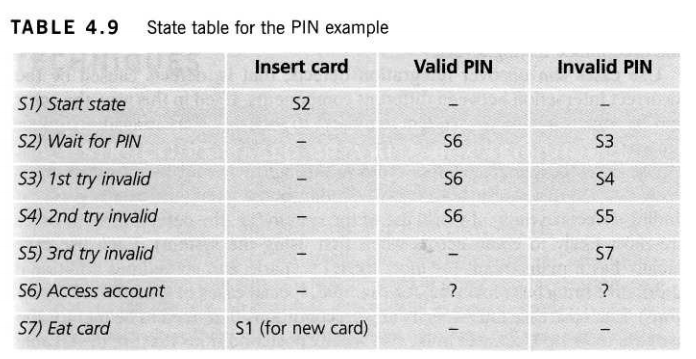 TABLE 4.9 State table for the PIN example
Insert card Valid PIN Invalid PIN
S1) Start state S2 – –
S2) Wait for PIN – S6 S3
S3) 1st try invalid – S6 S4
S4) 2nd try invalid – S6 S5
S5) 3rd try invalid – – S7
S6) Access account – ? ?
S7) Eat card S1 (for new card) – –